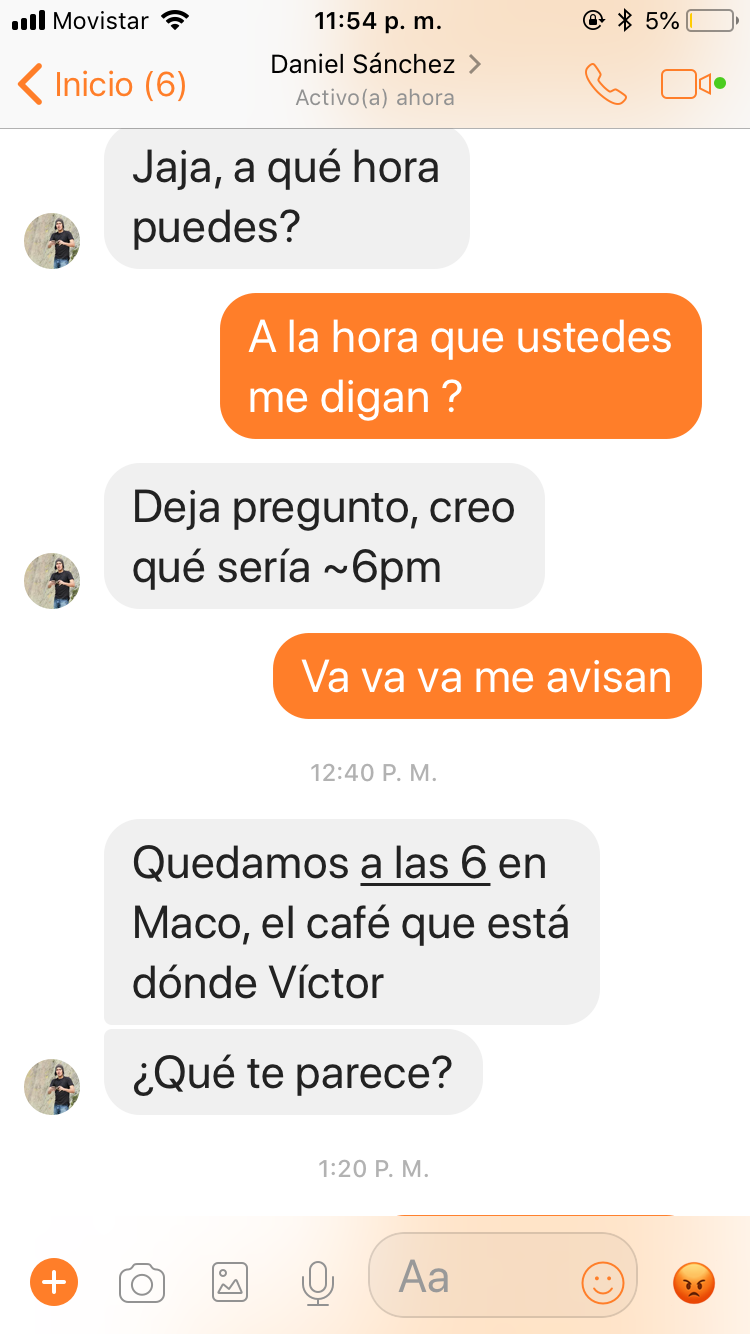 Movistar 11:54 p. m. 5%
Inicio (6) Daniel Sánchez
Activo(a) ahora
Jaja, a qué hora
puedes?
A la hora que ustedes
me digan ?
Deja pregunto, creo
qué sería ~6pm
Va va va me avisan
12:40 P. M.
Quedamos a las 6 en
Maco, el café que está
dónde Víctor
¿Qué te parece?
1:20 P. M.
Aa